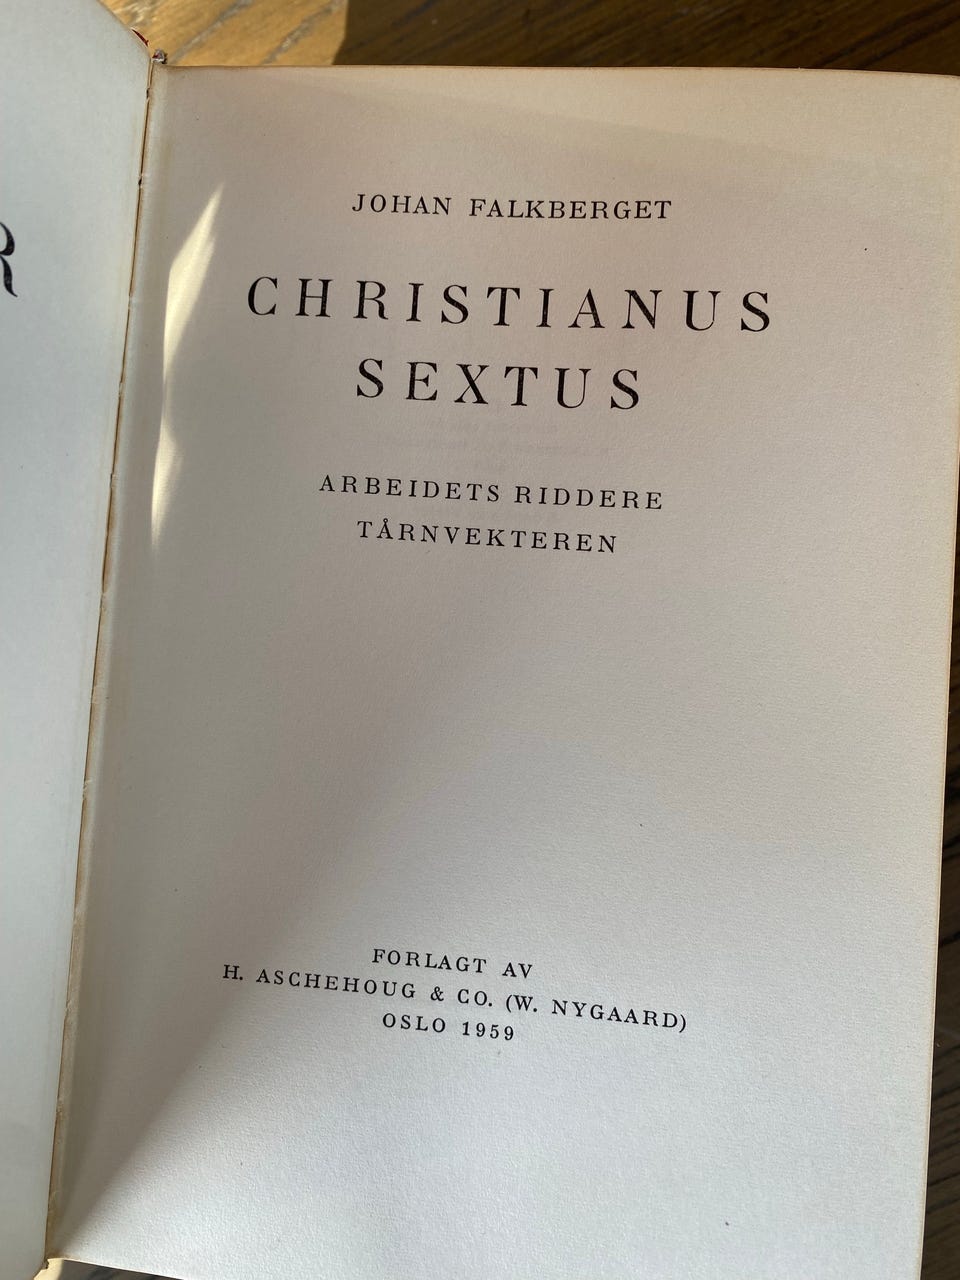 R
JOHAN FALKBERGET
CHRISTIANUS
SEXTUS
ARBEIDETS RIDDERE
TÅRNVEKTEREN
FORLAGT AV
H. ASCHEHOUG & CO. (W. NYGAARD)
OSLO 1959